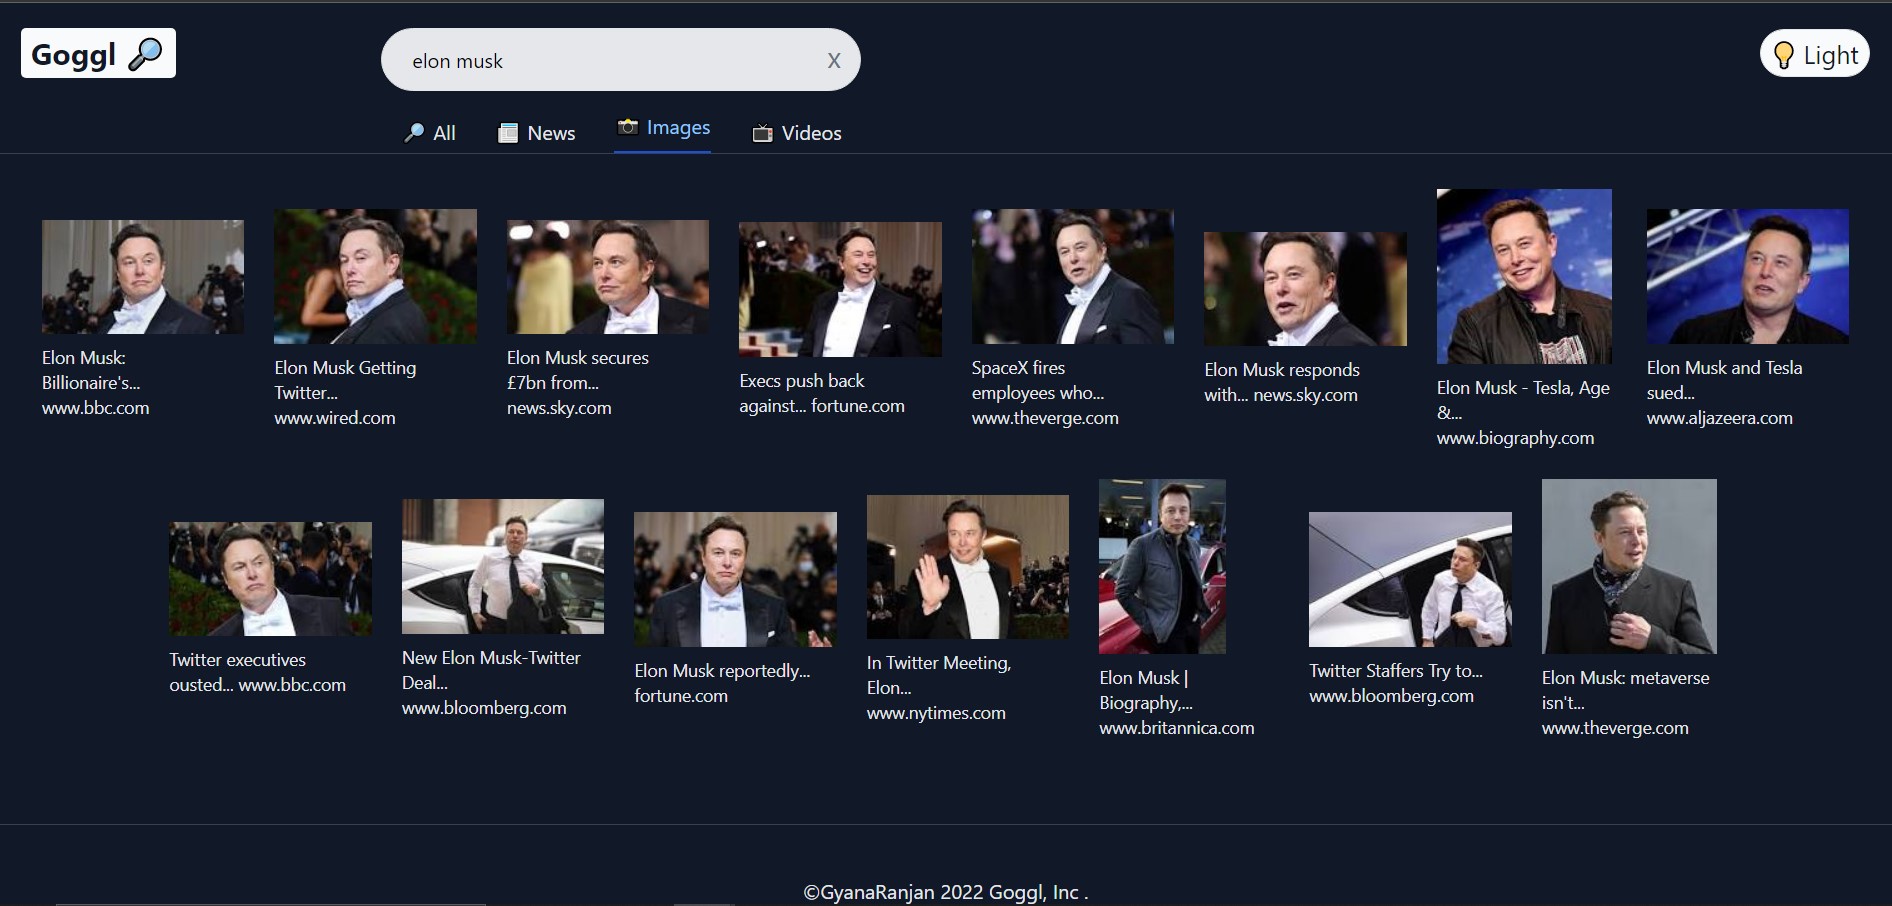 Goggl
elon musk
X
Light
All
News
Images
Videos
Elon Musk:
Billionaire's...
www.bbc.com
Elon Musk Getting
Twitter...
www.wired.com
Elon Musk secures
£7bn from...
news.sky.com
Execs push back
against... fortune.com
SpaceX fires
employees who...
www.theverge.com
Elon Musk responds
with... news.sky.com
Elon Musk - Tesla, Age
&...
www.biography.com
Elon Musk and Tesla
sued...
www.aljazeera.com
Twitter executives
ousted... www.bbc.com
New Elon Musk-Twitter
Deal...
www.bloomberg.com
Elon Musk reportedly...
fortune.com
In Twitter Meeting,
Elon...
www.nytimes.com
Elon Musk |
Biography,...
www.britannica.com
Twitter Staffers Try to...
www.bloomberg.com
Elon Musk: metaverse
isn't...
www.theverge.com
©GyanaRanjan 2022 Goggl, Inc .